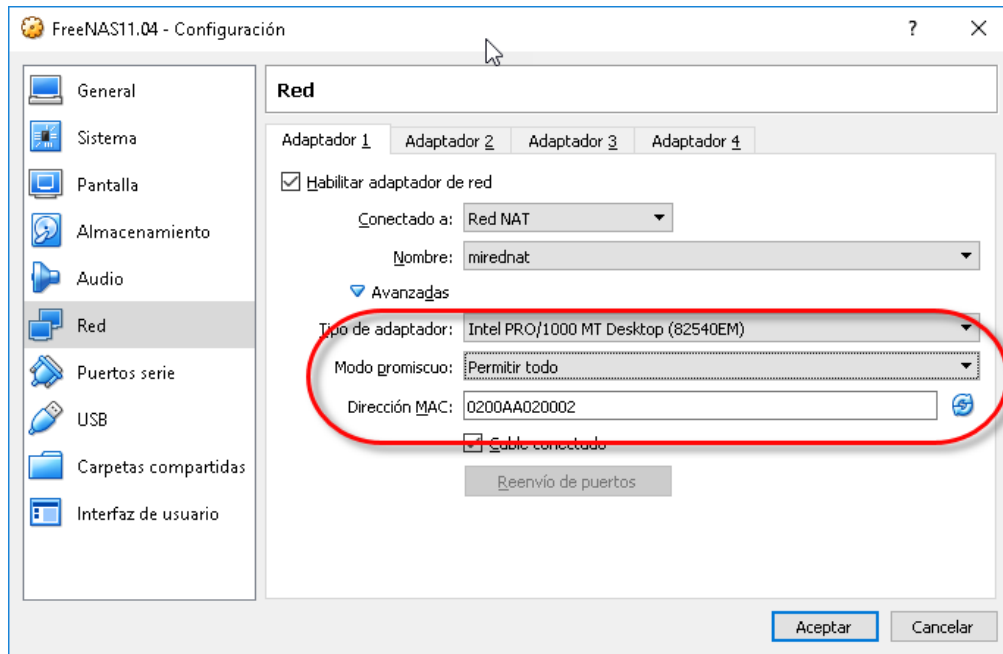 FreeNAS11.04 - Configuración
?
General
Sistema
Pantalla
Almacenamiento
Audio
Red
Puertos serie
USB
Carpetas compartidas
Interfaz de usuario
Red
Adaptador 1 Adaptador 2 Adaptador 3 Adaptador 4
Habilitar adaptador de red
Conectado a: Red NAT
Nombre: mirednat
Avanzadas
Tipo de adaptador: Intel PRO/1000 MT Desktop (82540EM)
Modo promiscuo: Permitir todo
Dirección MAC: 0200AA020002
Cable conectado
Reenvío de puertos
Aceptar Cancelar